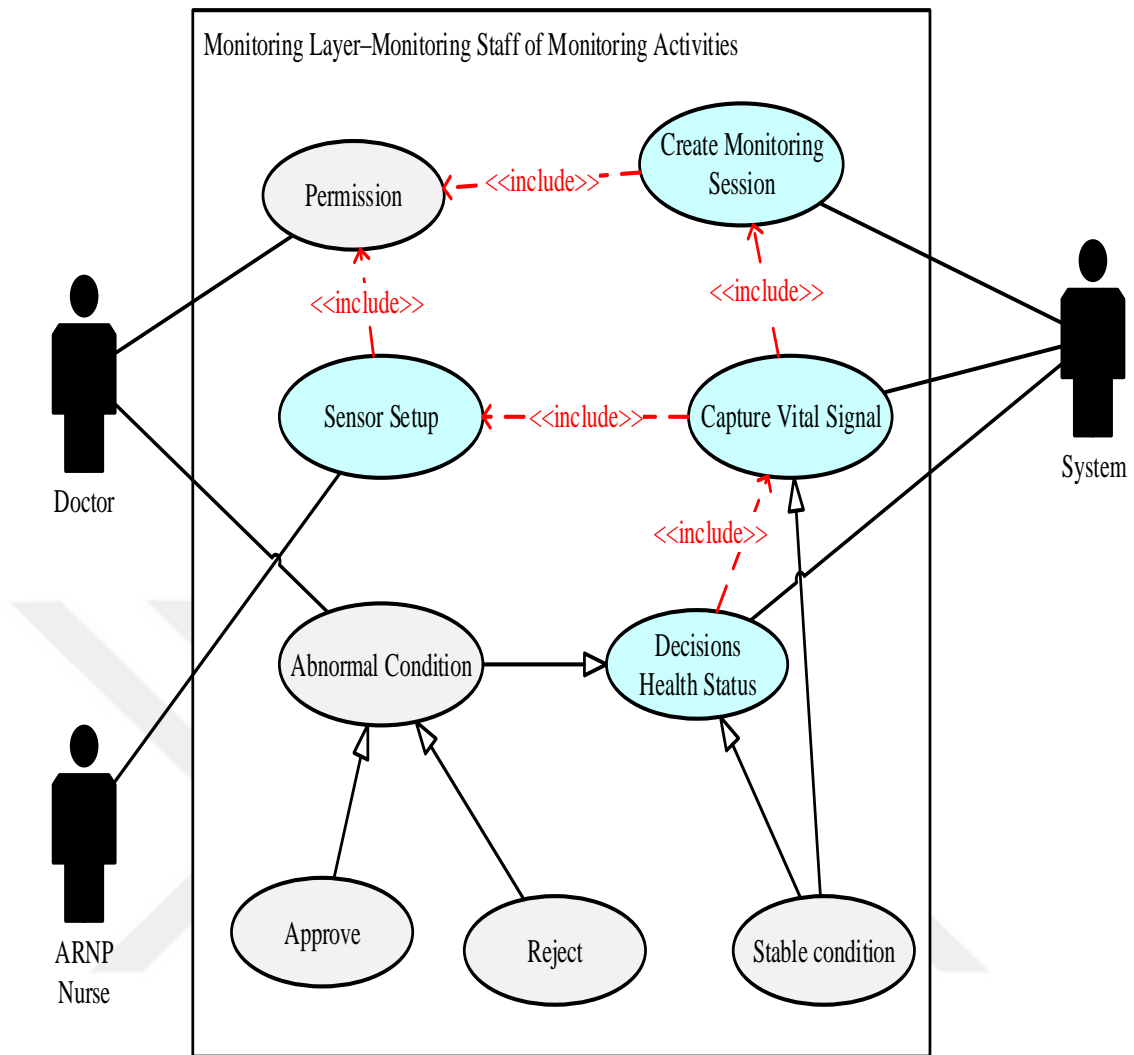 Monitoring Layer–Monitoring Staff of Monitoring Activities
Create Monitoring
Session
<<include>>
Permission
<<include>>
<<include>>
Sensor Setup
<<include>>
Capture Vital Signal
System
Doctor
<<include>>
Abnormal Condition
Decisions
Health Status
Approve
Reject
Stable condition
ARNP
Nurse